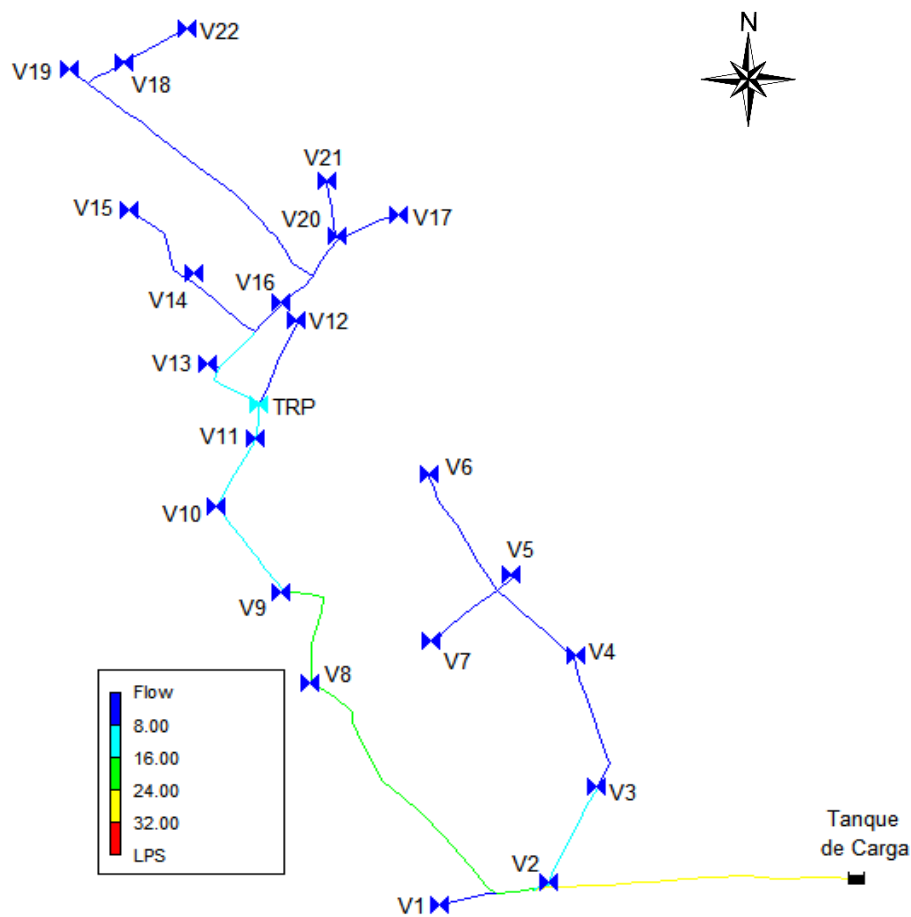 N
V22
V19
V18
V21
V15
V20
V17
V16
V14
V12
V13
TRP
V11
V6
V10
V5
V9
V7
V4
V8
Flow
8.00
16.00
24.00
32.00
LPS
V3
Tanque
de Carga
V2
V1